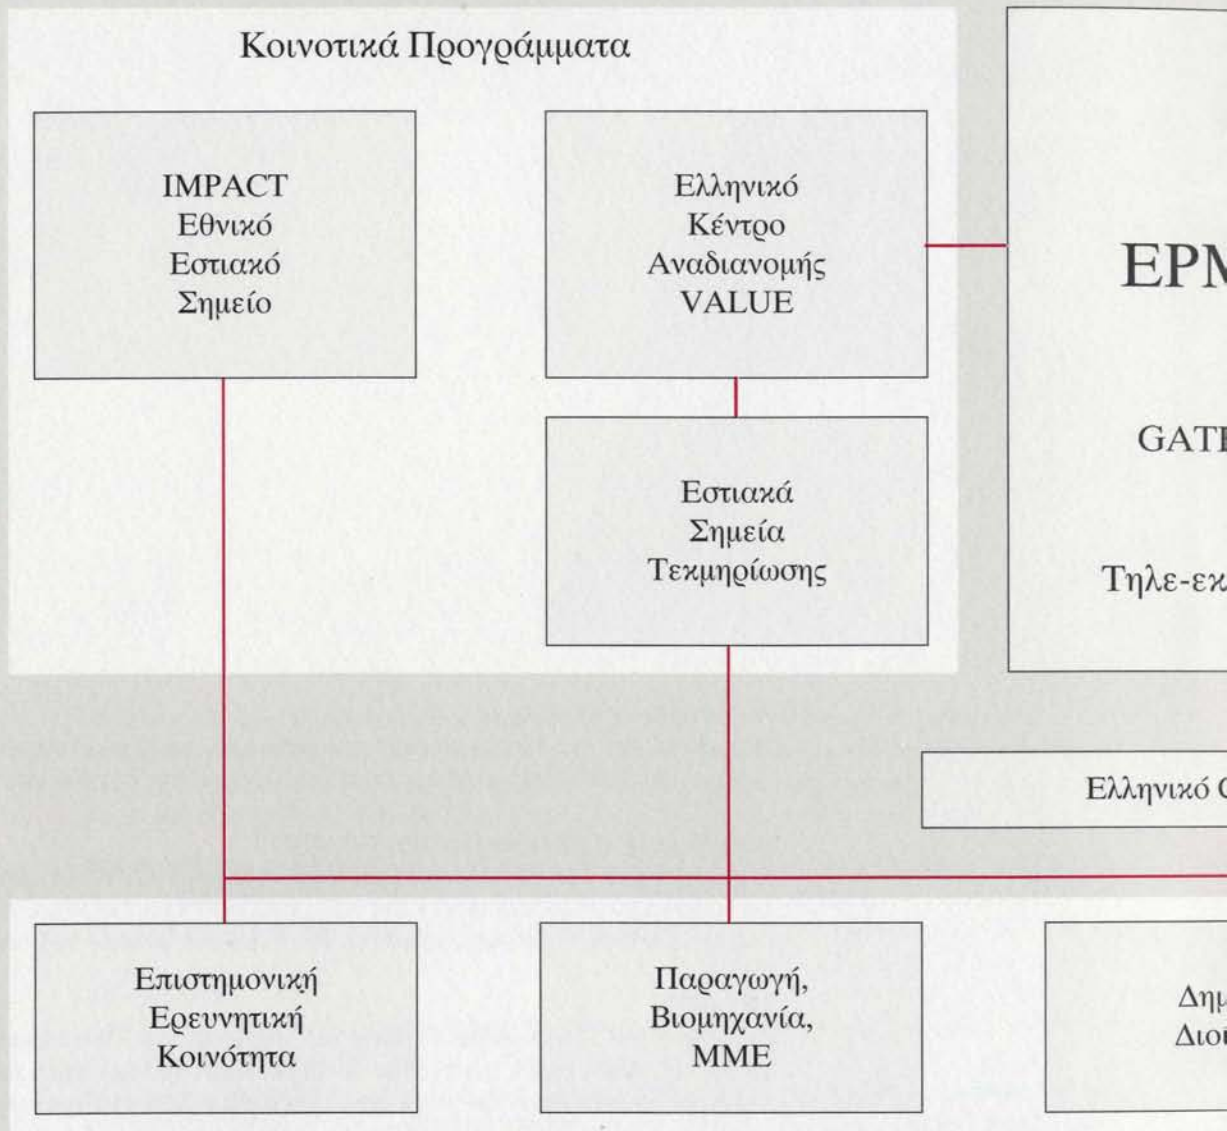 Κοινοτικά Προγράμματα
IMPACT
Εθνικό
Εστιακό
Σημείο
Ελληνικό
Κέντρο
Αναδιανομής
VALUE
Εστιακά
Σημεία
Τεκμηρίωσης
Ελληνικό
Επιστημονική
Ερευνητική
Κοινότητα
Παραγωγή,
Βιομηχανία,
ΜΜΕ